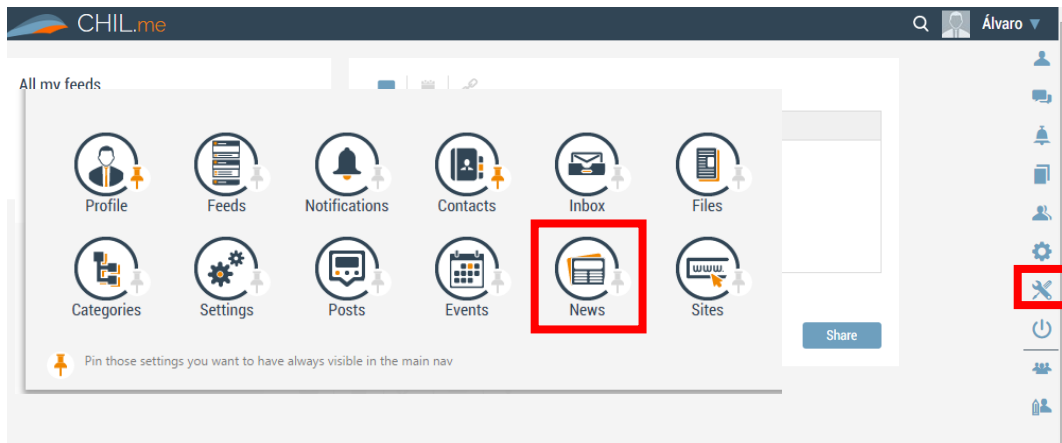 CHIL.me
Álvaro
All my feeds
Profile
Feeds
Notifications
Contacts
Inbox
Files
Categories
Settings
Posts
Events
News
www.
Sites
Share
Pin those settings you want to have always visible in the main nav